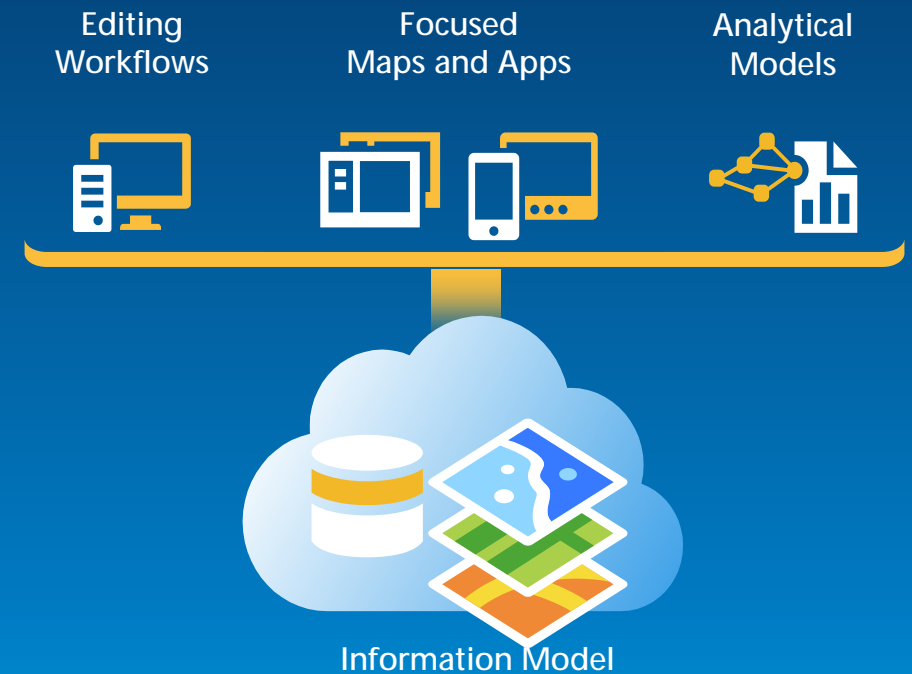 Editing
Workflows
Focused
Maps and Apps
Analytical
Models
Information Model